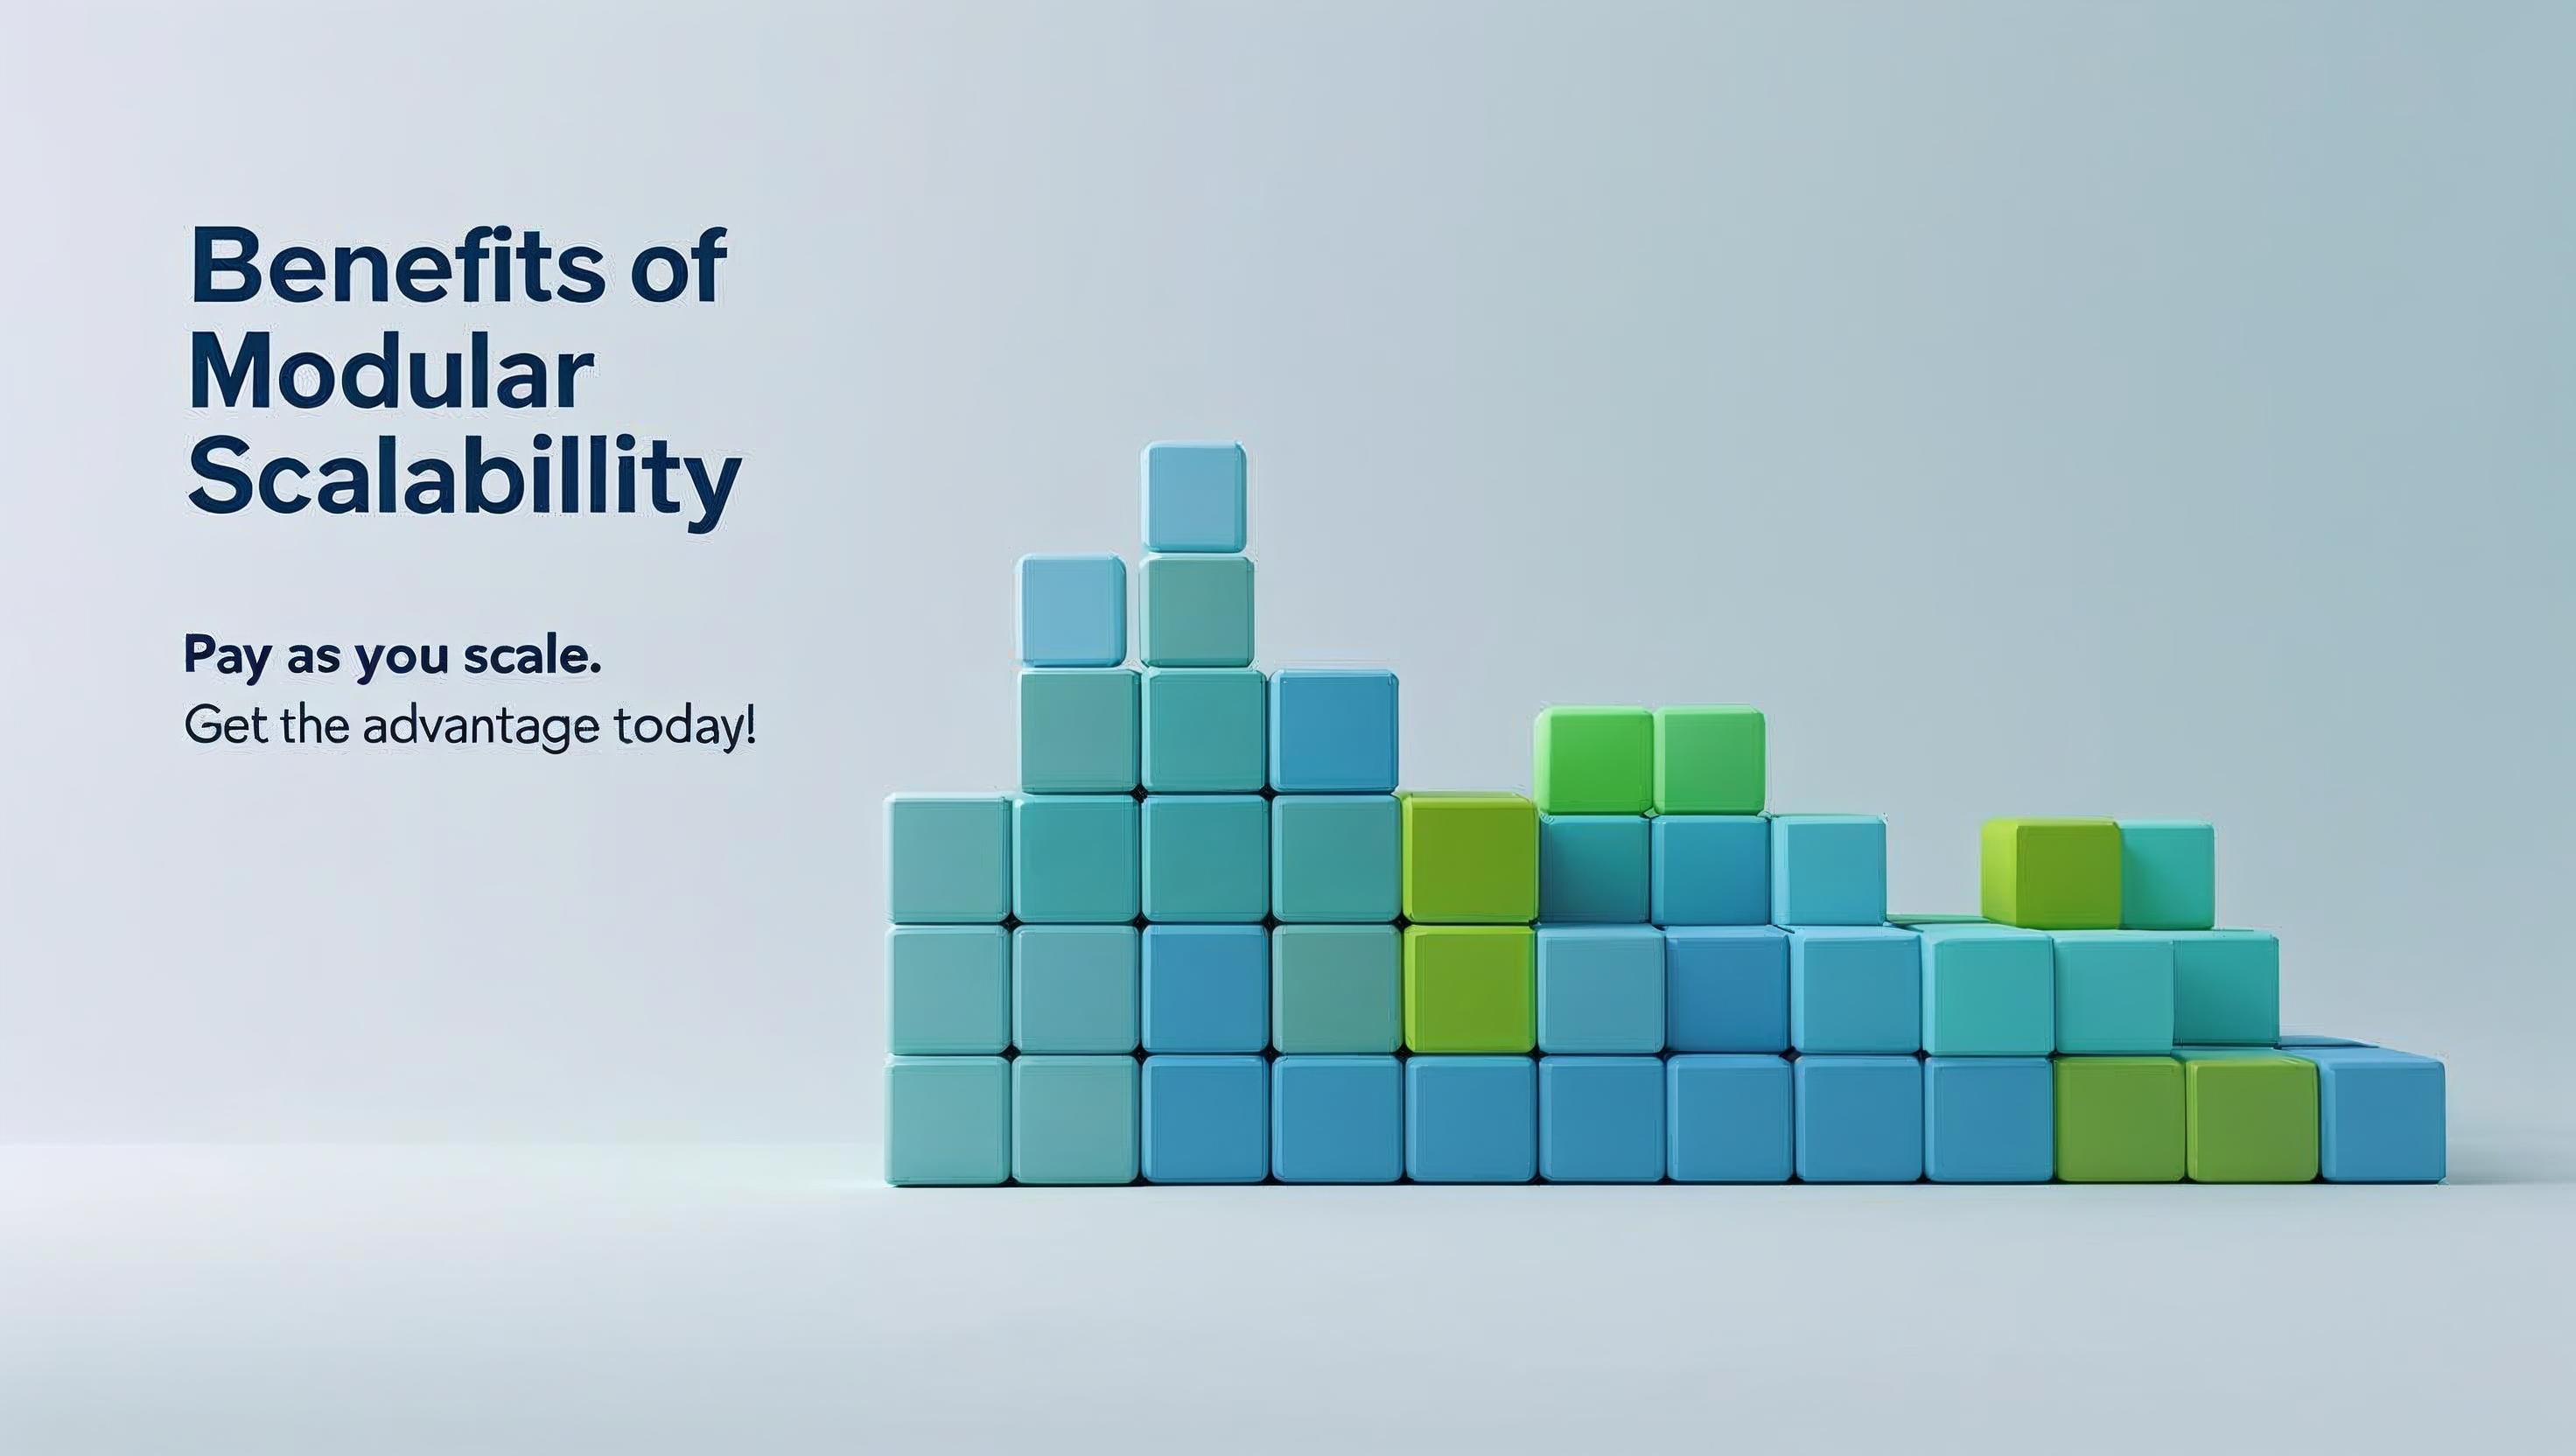 Benefits of
Modular
Scalabillity
Pay as you scale.
Get the advantage today!